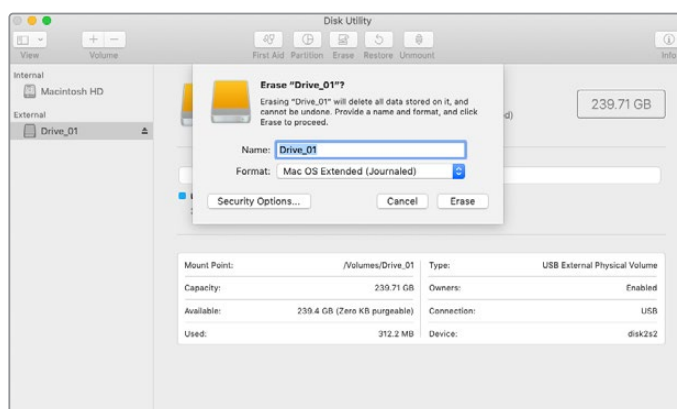 Disk Utility
View
Volume
First Aid
Partition
Erase
Restore
Unmount
Info
Internal
Macintosh HD
External
Drive_01
Erase "Drive_01"?
Erasing "Drive_01" will delete all data stored on it, and
cannot be undone. Provide a name and format, and click
Erase to proceed.
Name: Drive_01
Format: Mac OS Extended (Journaled)
Security Options...
Cancel
Erase
d)
239.71 GB
Mount Point: /Volumes/Drive_01
Type: USB External Physical Volume
Capacity: 239.71 GB
Owners: Enabled
Available: 239.4 GB (Zero KB purgeable)
Connection: USB
Used: 312.2 MB
Device: disk2s2